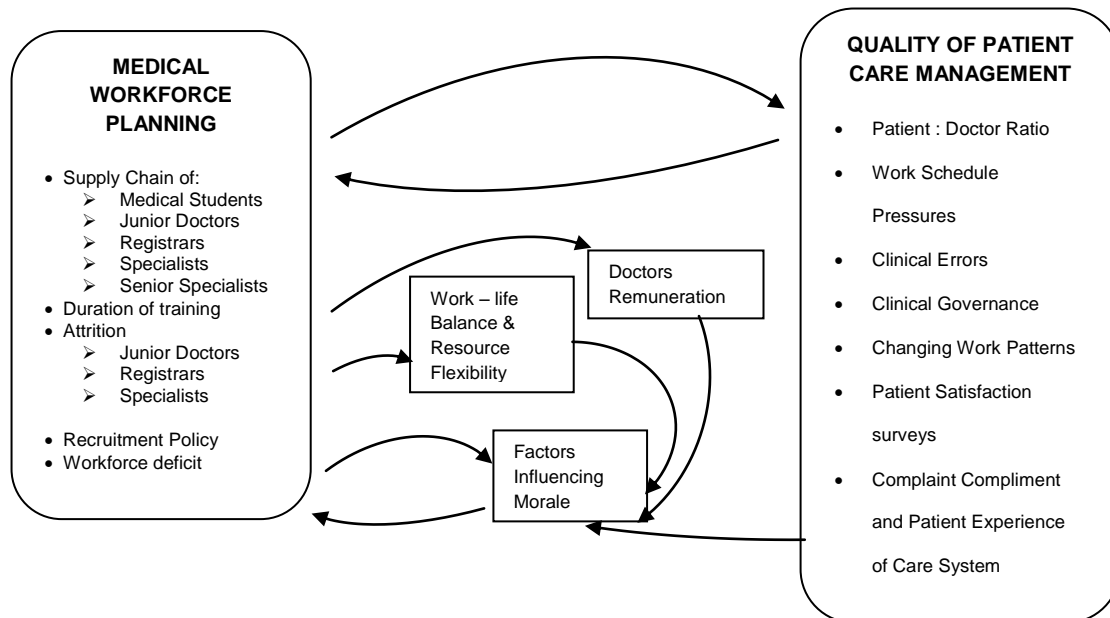 MEDICAL
WORKFORCE
PLANNING
• Supply Chain of:
➢ Medical Students
➢ Junior Doctors
➢ Registrars
➢ Specialists
➢ Senior Specialists
• Duration of training
• Attrition
➢ Junior Doctors
➢ Registrars
➢ Specialists
• Recruitment Policy
• Workforce deficit
Work – life
Balance &
Resource
Flexibility
Doctors
Remuneration
Factors
Influencing
Morale
QUALITY OF PATIENT
CARE MANAGEMENT
• Patient : Doctor Ratio
• Work Schedule
Pressures
• Clinical Errors
• Clinical Governance
• Changing Work Patterns
• Patient Satisfaction
surveys
• Complaint Compliment
and Patient Experience
of Care System